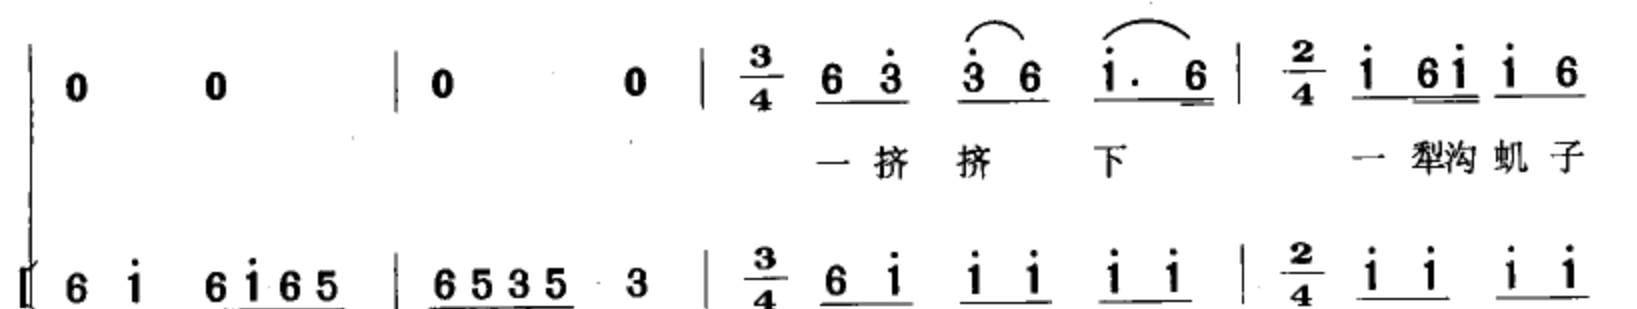 0 0 | 0 0 | 3/4 6 3̇ 3̇ 6 1̇. 6 | 2/4 1̇ 6 1̇ 1̇ 6
一 挤 挤 下 一 犁沟 虮 子
6 1̇ 6 1̇ 6 5 | 6 5 3 5 3 | 3/4 6 1̇ 1̇ 1̇ 1̇ 1̇ | 2/4 1̇ 1̇ 1̇ 1̇